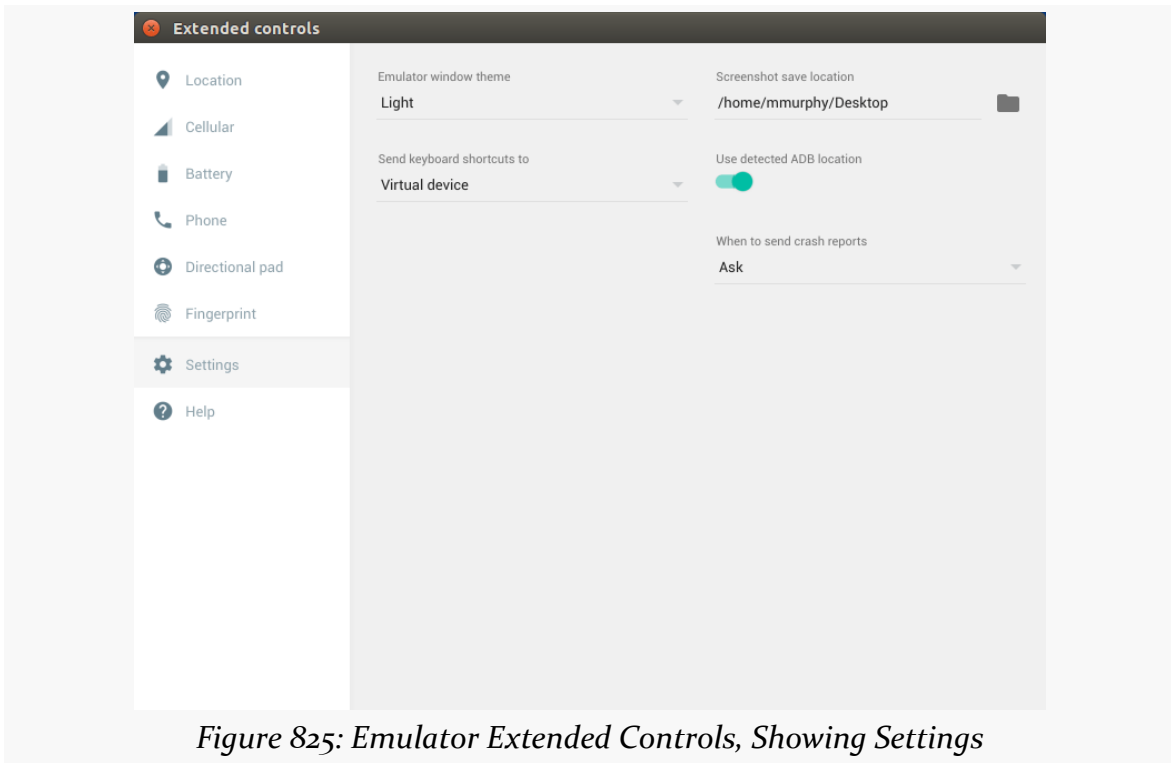 Extended controls
Location
Cellular
Battery
Phone
Directional pad
Fingerprint
Settings
Help
Emulator window theme
Light
Send keyboard shortcuts to
Virtual device
Screenshot save location
/home/mmurphy/Desktop
Use detected ADB location
When to send crash reports
Ask
Figure 825: Emulator Extended Controls, Showing Settings